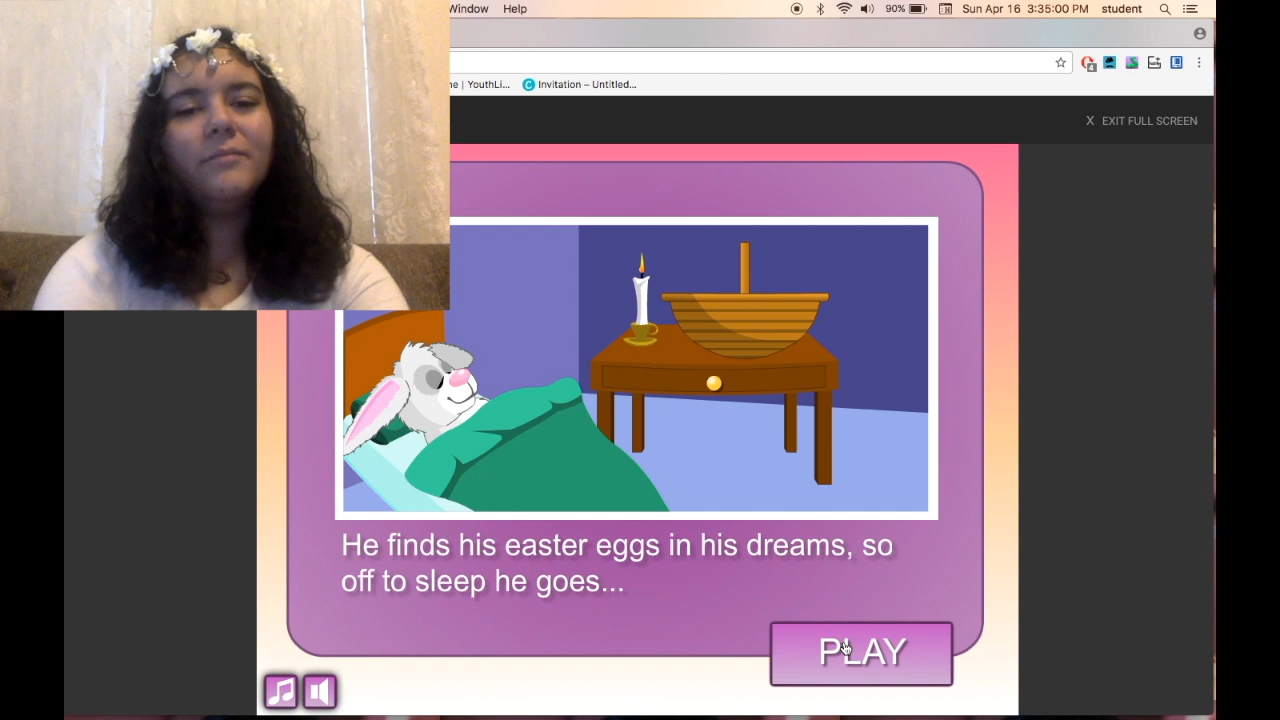 Window Help 90% Sun Apr 16 3:35:00 PM student
ne | YouthLi... C Invitation – Untitled...
X EXIT FULL SCREEN
He finds his easter eggs in his dreams, so
off to sleep he goes...
PLAY